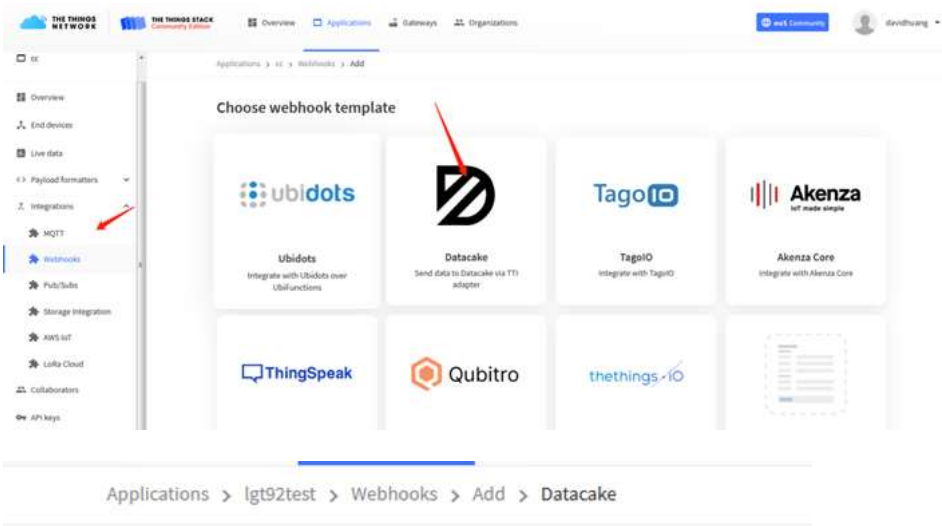 THE THINGS NETWORK
THE THINGS STACK
Community Edition
Overview
Applications
Gateways
Organizations
eu1 Community
davidhuang
cc
Overview
End devices
Live data
Payload formatters
Integrations
MQTT
Webhooks
Pub/Subs
Storage Integration
AWS IoT
LoRa Cloud
Collaborators
API keys
Applications > cc > Webhooks > Add
Choose webhook template
ubidots
Ubidots
Integrate with Ubidots over
UbiFunctions
Datacake
Send data to Datacake via TTI
adapter
TagoIO
TagoIO
Integrate with TagoIO
Akenza
IoT made simple
Akenza Core
Integrate with Akenza Core
ThingSpeak
Qubitro
thethings.iO
Applications > lgt92test > Webhooks > Add > Datacake